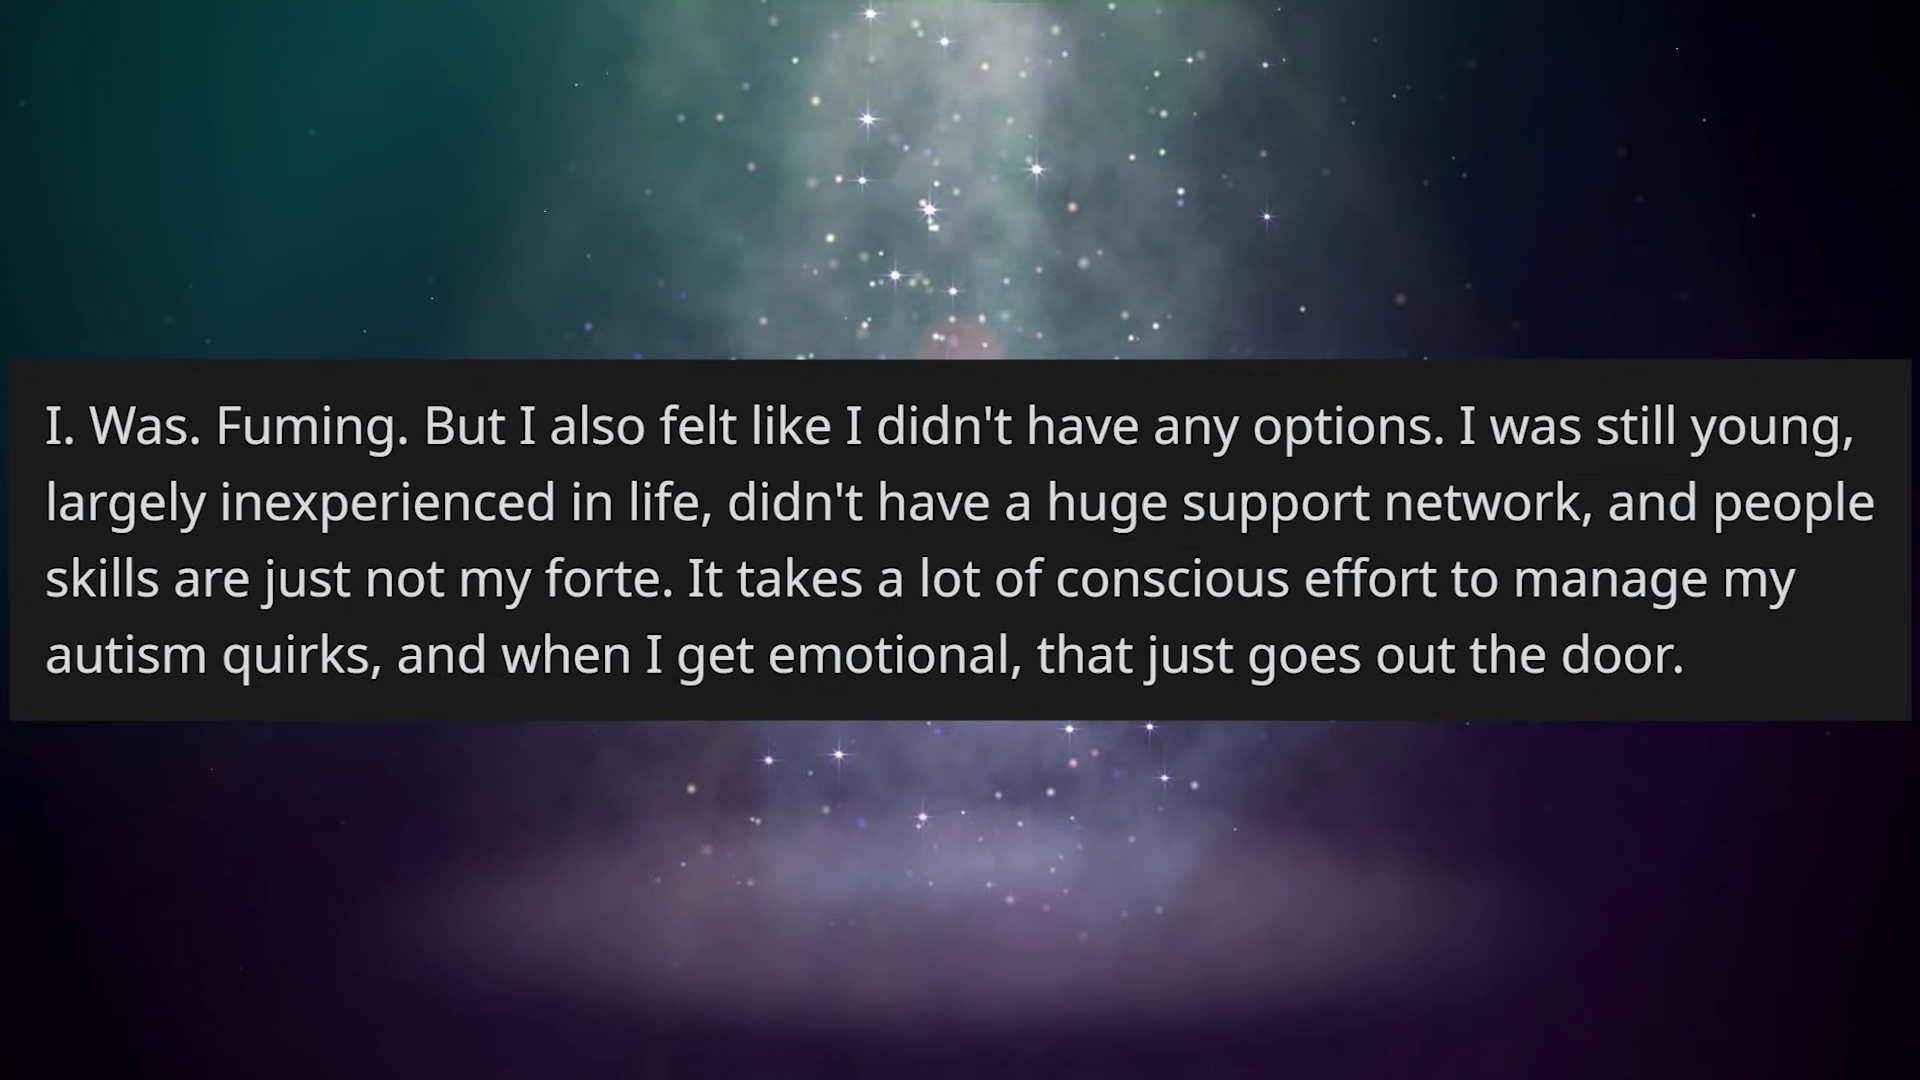 I. Was. Fuming. But I also felt like I didn't have any options. I was still young,
largely inexperienced in life, didn't have a huge support network, and people
skills are just not my forte. It takes a lot of conscious effort to manage my
autism quirks, and when I get emotional, that just goes out the door.